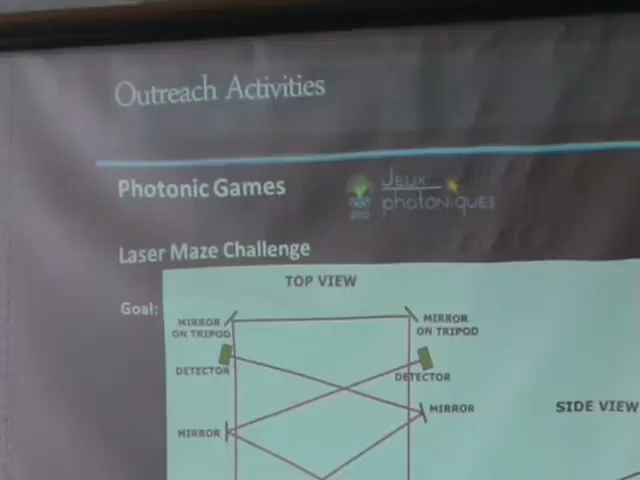 Outreach Activities
Photonic Games
Jeux
photoniques
Laser Maze Challenge
Goal:
TOP VIEW
MIRROR
ON TRIPOD
MIRROR
ON TRIPOD
DETECTOR
DETECTOR
MIRROR
MIRROR
SIDE VIEW